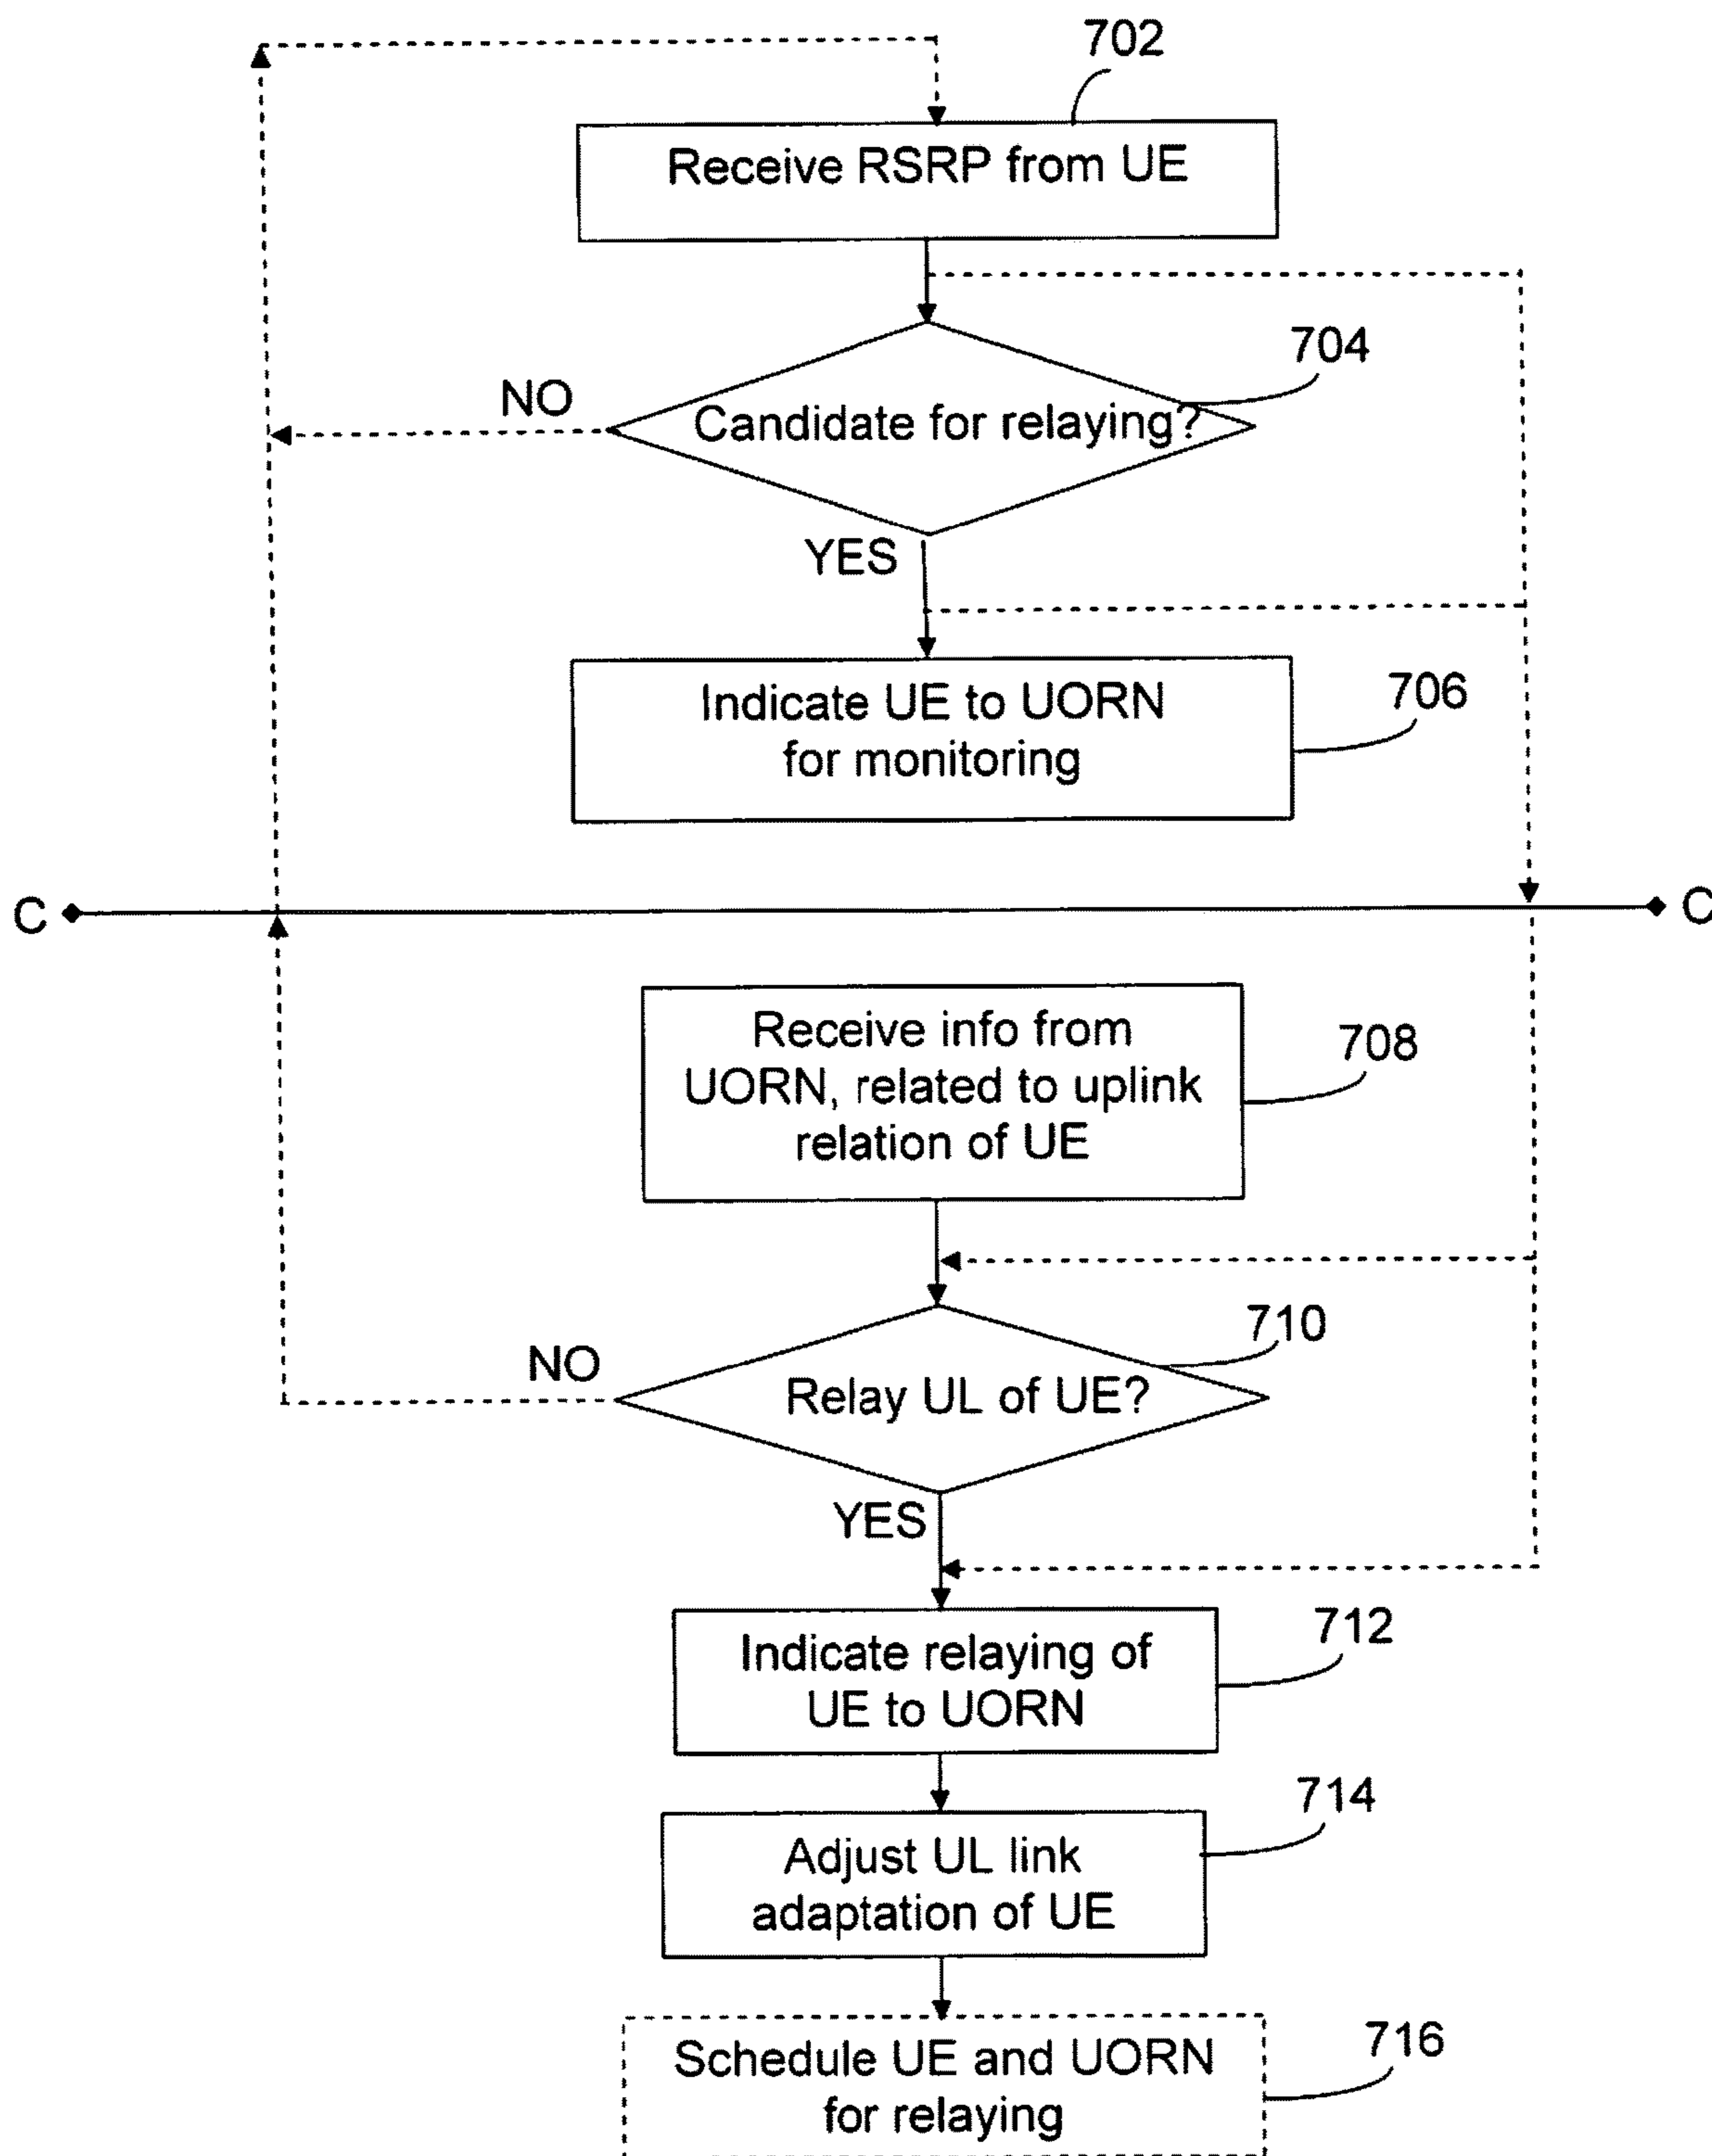 702
Receive RSRP from UE
704
NO
Candidate for relaying?
YES
Indicate UE to UORN
for monitoring
706
C
C
Receive info from
UORN, related to uplink
relation of UE
708
710
NO
Relay UL of UE?
YES
Indicate relaying of
UE to UORN
712
714
Adjust UL link
adaptation of UE
Schedule UE and UORN
for relaying
716